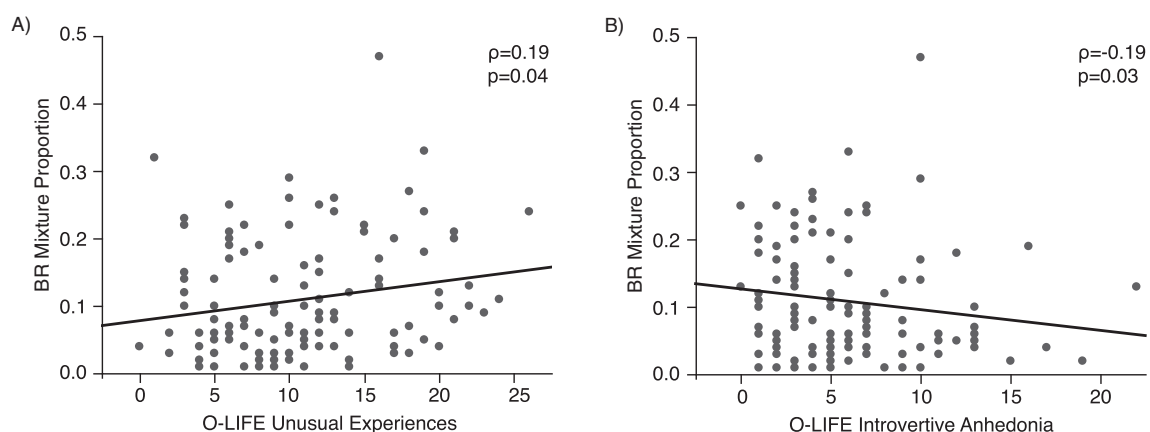 A)
ρ=0.19
p=0.04
BR Mixture Proportion
0.5
0.4
0.3
0.2
0.1
0.0
0 5 10 15 20 25
O-LIFE Unusual Experiences
B)
ρ=-0.19
p=0.03
BR Mixture Proportion
0.5
0.4
0.3
0.2
0.1
0.0
0 5 10 15 20
O-LIFE Introvertive Anhedonia